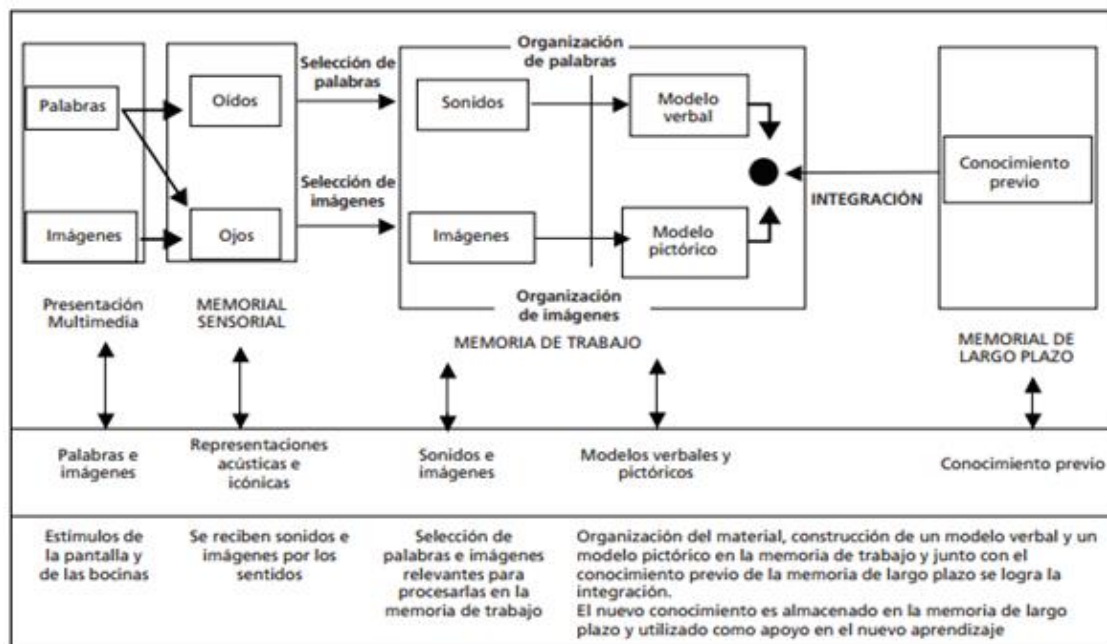 Palabras
Imágenes
Presentación
Multimedia
Oídos
Ojos
MEMORIAL
SENSORIAL
Selección de
palabras
Selección de
imágenes
Organización
de palabras
Sonidos
Modelo
verbal
Imágenes
Modelo
pictórico
Organización
de imágenes
MEMORIA DE TRABAJO
INTEGRACIÓN
Conocimiento
previo
MEMORIAL DE
LARGO PLAZO
Palabras e
imágenes
Representaciones
acústicas e
icónicas
Sonidos e
imágenes
Modelos verbales y
pictóricos
Conocimiento previo
Estímulos de
la pantalla y
de las bocinas
Se reciben sonidos e
imágenes por los
sentidos
Selección de
palabras e imágenes
relevantes para
procesarlas en la
memoria de trabajo
Organización del material, construcción de un modelo verbal y un
modelo pictórico en la memoria de trabajo y junto con el
conocimiento previo de la memoria de largo plazo se logra la
integración.
El nuevo conocimiento es almacenado en la memoria de largo
plazo y utilizado como apoyo en el nuevo aprendizaje